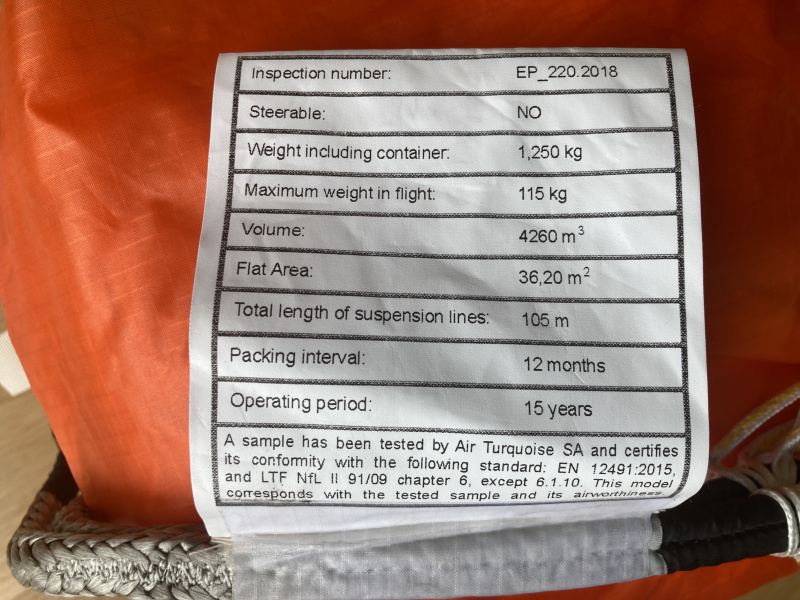 Inspection number: EP_220.2018
Steerable: NO
Weight including container: 1,250 kg
Maximum weight in flight: 115 kg
Volume: 4260 m³
Flat Area: 36,20 m²
Total length of suspension lines: 105 m
Packing interval: 12 months
Operating period: 15 years
A sample has been tested by Air Turquoise SA and certifies
its conformity with the following standard: EN 12491:2015,
and LTF NfL II 91/09 chapter 6, except 6.1.10. This model
corresponds with the tested sample and its airworthiness.